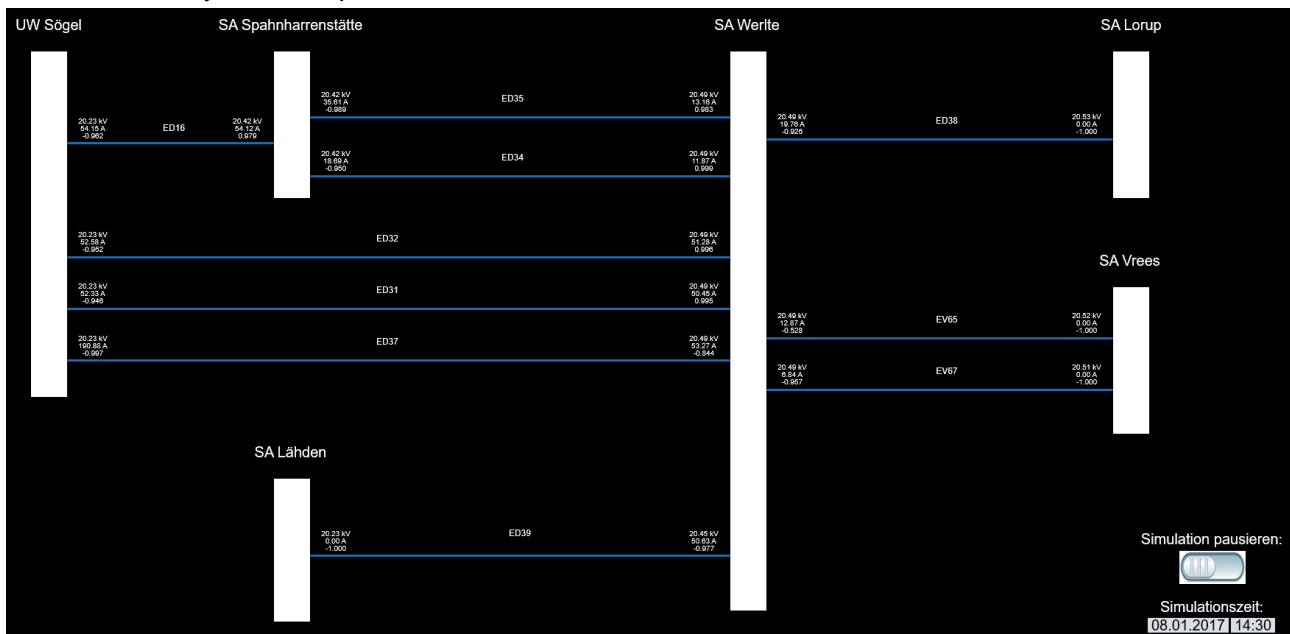 UW Sögel
SA Spahnharrenstätte
SA Werlte
SA Lorup
20.42 kV
35.61 A
-0.989
ED35
20.49 kV
13.16 A
0.983
20.23 kV
54.15 A
-0.962
ED16
20.42 kV
54.12 A
0.979
20.49 kV
19.76 A
-0.926
ED38
20.53 kV
0.00 A
-1.000
20.42 kV
18.69 A
-0.950
ED34
20.49 kV
11.87 A
0.999
20.23 kV
52.58 A
-0.952
ED32
20.49 kV
51.28 A
0.996
SA Vrees
20.23 kV
52.33 A
-0.946
ED31
20.49 kV
50.45 A
0.995
20.49 kV
12.87 A
-0.528
EV65
20.52 kV
0.00 A
-1.000
20.23 kV
190.88 A
-0.997
ED37
20.49 kV
53.27 A
-0.844
20.49 kV
6.84 A
-0.957
EV67
20.51 kV
0.00 A
-1.000
SA Lähden
20.23 kV
0.00 A
-1.000
ED39
20.45 kV
50.63 A
-0.977
Simulation pausieren:
Simulationszeit:
08.01.2017 14:30